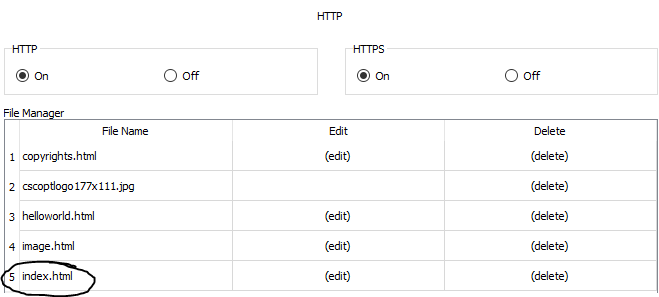 HTTP
HTTP HTTPS
On Off On Off
File Manager
File Name Edit Delete
1 copyrights.html (edit) (delete)
2 cscoptlogo177x111.jpg (delete)
3 helloworld.html (edit) (delete)
4 image.html (edit) (delete)
5 index.html (edit) (delete)